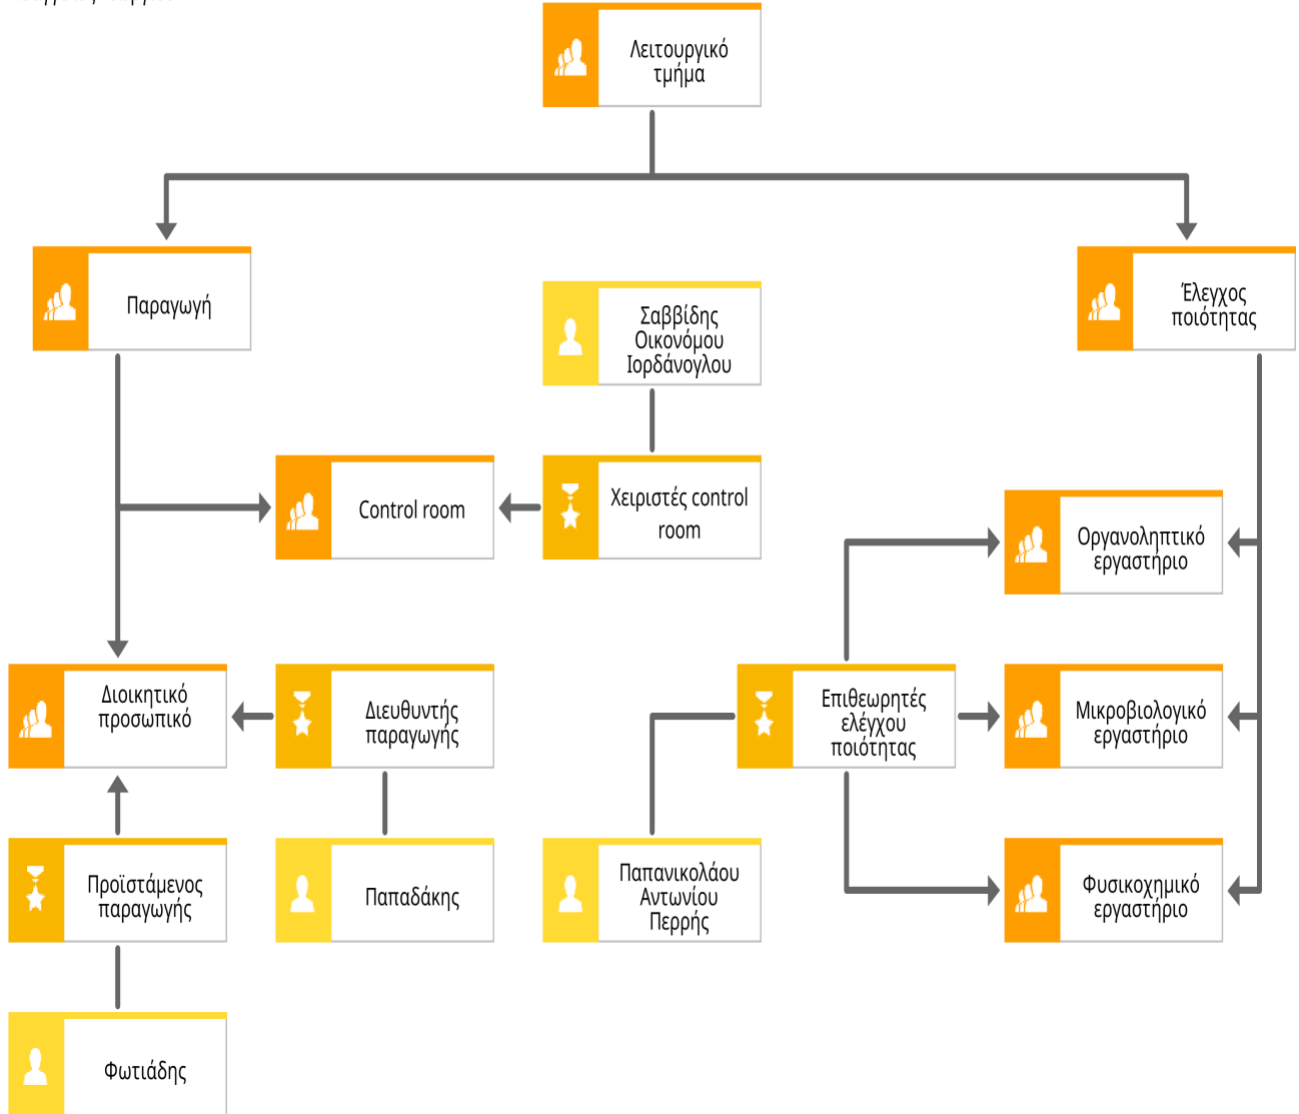 Λειτουργικό
τμήμα
Παραγωγή
Έλεγχος
ποιότητας
Σαββίδης
Οικονόμου
Ιορδάνογλου
Control room
Χειριστές control
room
Οργανοληπτικό
εργαστήριο
Διοικητικό
προσωπικό
Διευθυντής
παραγωγής
Επιθεωρητές
ελέγχου
ποιότητας
Μικροβιολογικό
εργαστήριο
Προϊστάμενος
παραγωγής
Παπαδάκης
Παπανικολάου
Αντωνίου
Περρής
Φυσικοχημικό
εργαστήριο
Φωτιάδης